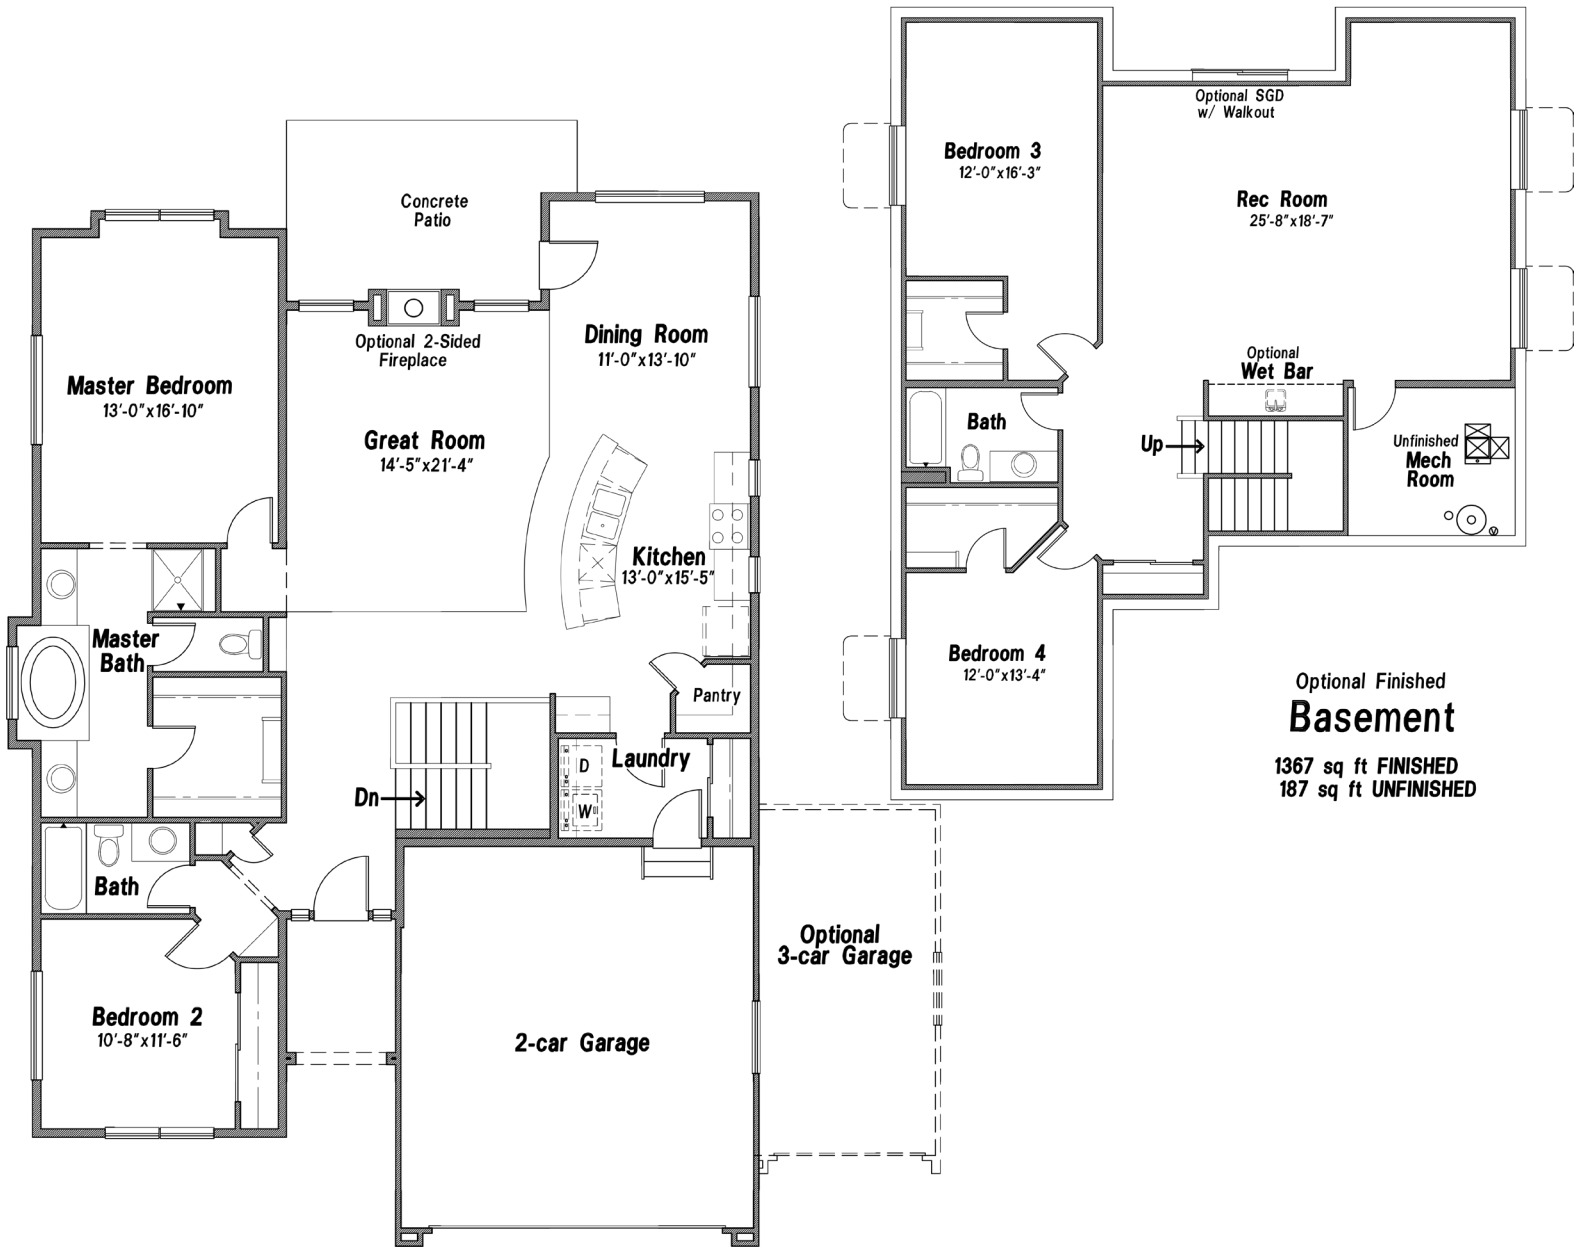 Concrete
Patio
Optional 2-Sided
Fireplace
Dining Room
11'-0"x13'-10"
Master Bedroom
13'-0"x16'-10"
Great Room
14'-5"x21'-4"
Kitchen
13'-0"x15'-5"
Master
Bath
Pantry
Laundry
D
W
Dn
Bath
Bedroom 2
10'-8"x11'-6"
2-car Garage
Optional
3-car Garage
Optional SGD
w/ Walkout
Bedroom 3
12'-0"x16'-3"
Rec Room
25'-8"x18'-7"
Optional
Wet Bar
Bath
Up
Unfinished
Mech
Room
Bedroom 4
12'-0"x13'-4"
Optional Finished
Basement
1367 sq ft FINISHED
187 sq ft UNFINISHED